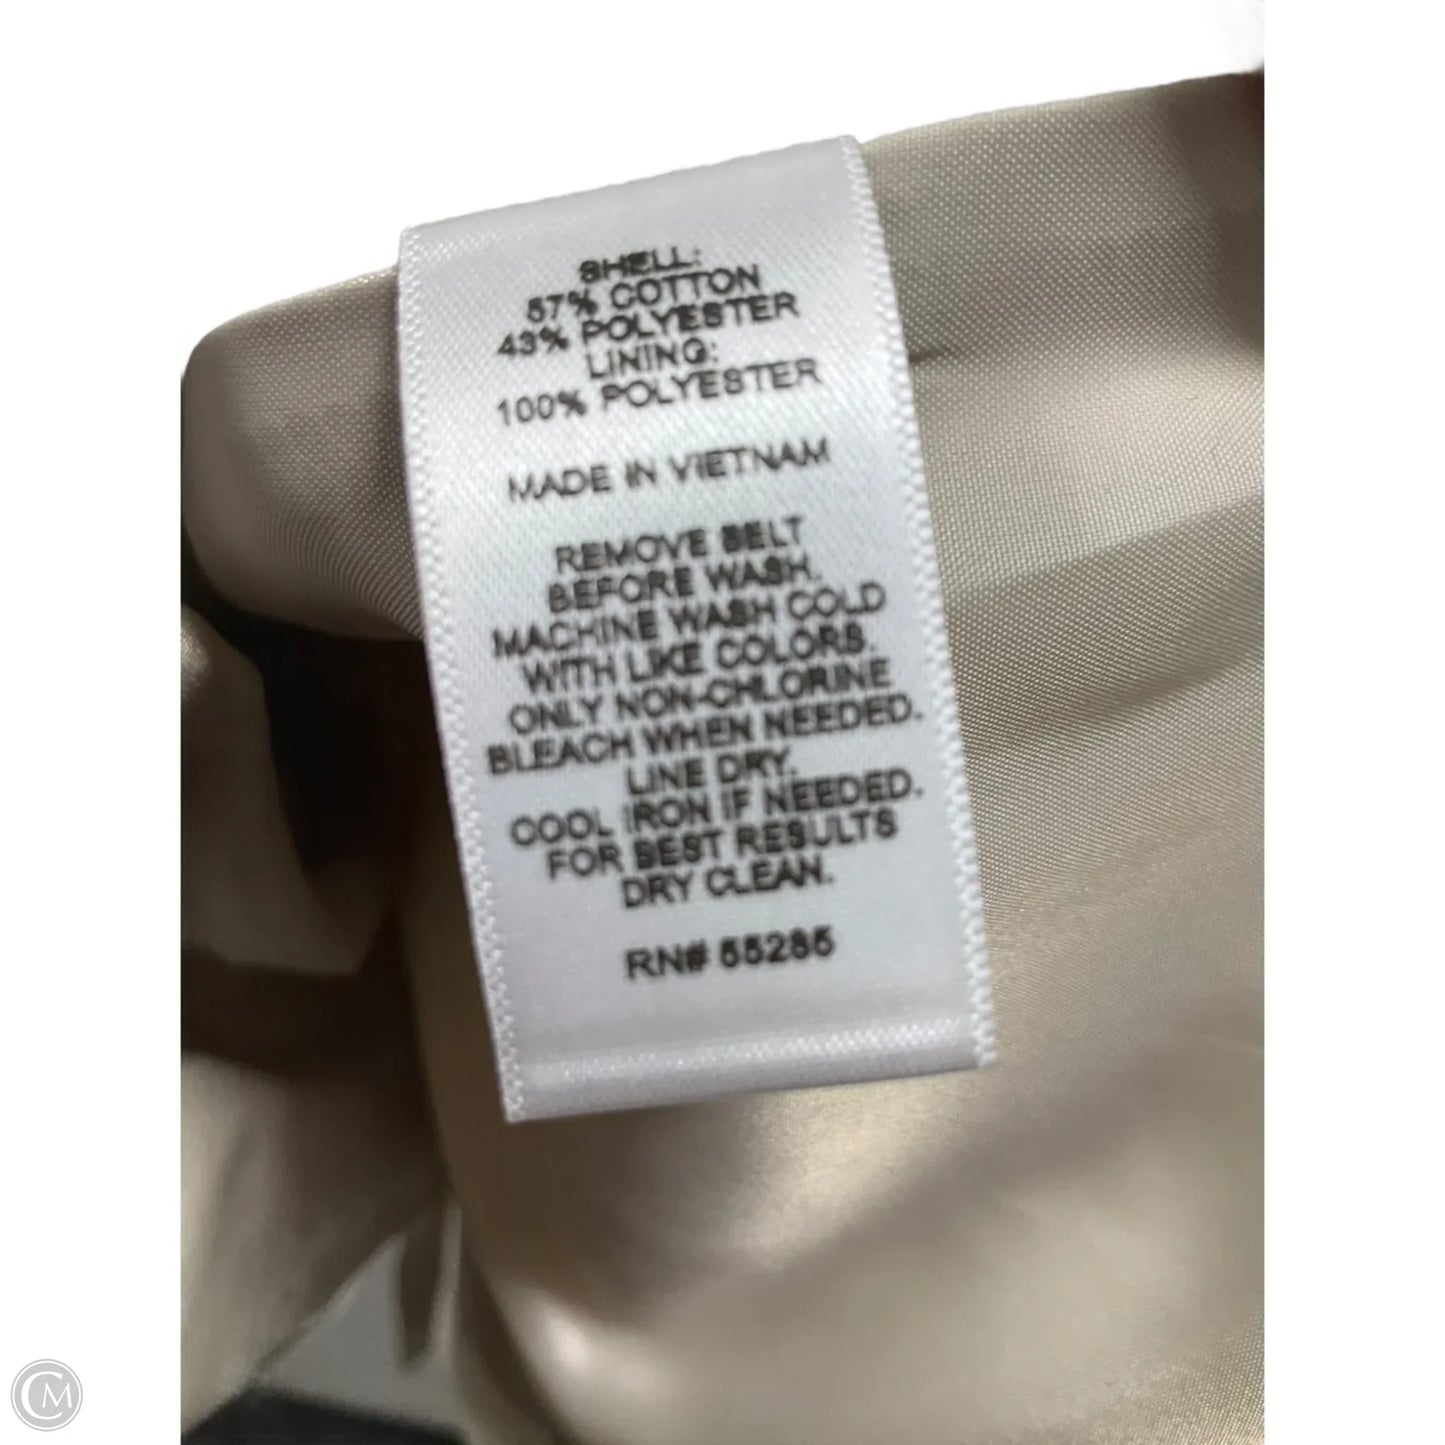 SHELL:
57% COTTON
43% POLYESTER
LINING:
100% POLYESTER
MADE IN VIETNAM
REMOVE BELT
BEFORE WASH.
MACHINE WASH COLD
WITH LIKE COLORS.
ONLY NON-CHLORINE
BLEACH WHEN NEEDED.
LINE DRY.
COOL IRON IF NEEDED.
FOR BEST RESULTS
DRY CLEAN.
RN# 55285
CM